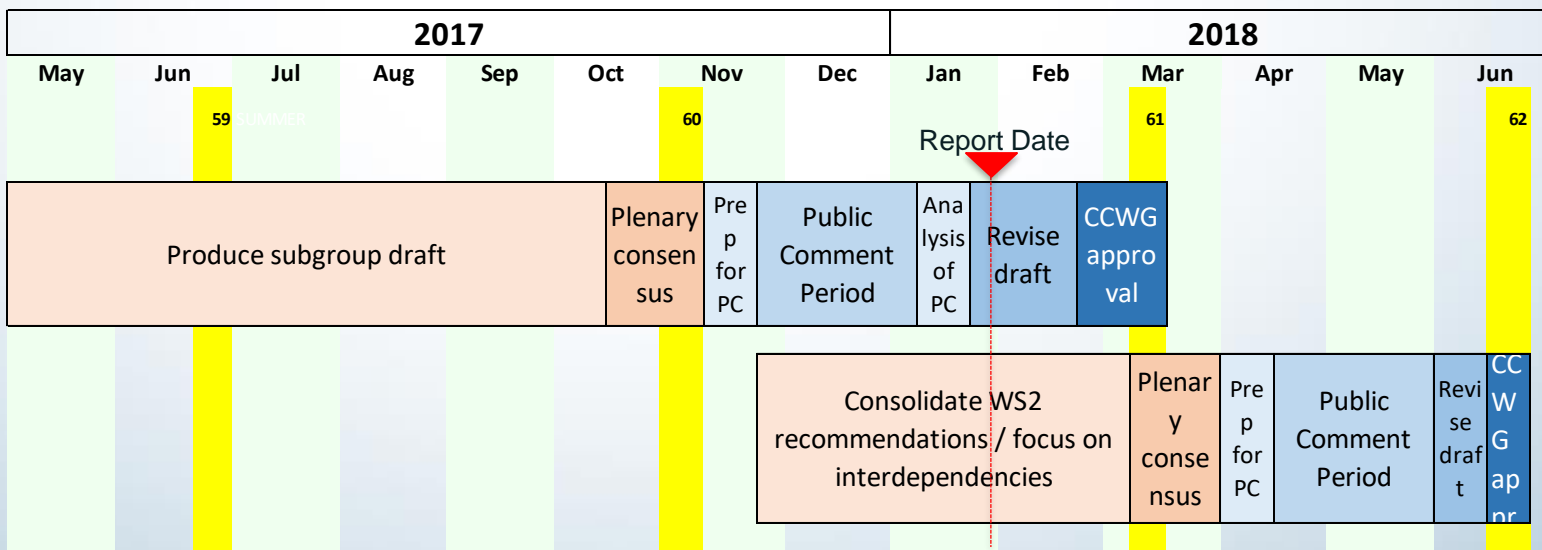 2017 2018
May Jun Jul Aug Sep Oct Nov Dec Jan Feb Mar Apr May Jun
59 SUMMER 60 61 62
Report Date
Produce subgroup draft
Plenary
consen
sus
Pre
p
for
PC
Public
Comment
Period
Ana
lysis
of
PC
Revise
draft
CCWG
appro
val
Consolidate WS2
recommendations / focus on
interdependencies
Plenar
y
conse
nsus
Pre
p
for
PC
Public
Comment
Period
Revi
se
draf
t
CC
W
G
ap
pr